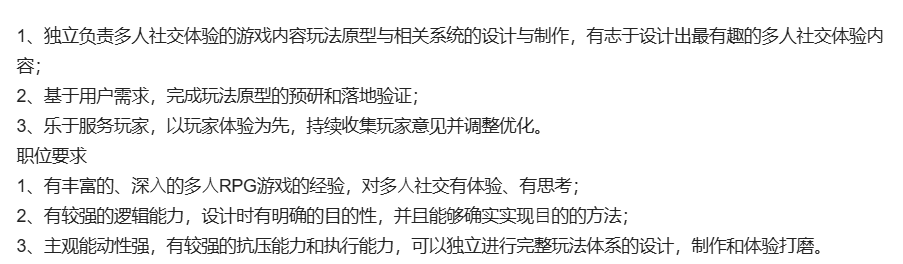 1、独立负责多人社交体验的游戏内容玩法原型与相关系统的设计与制作，有志于设计出最有趣的多人社交体验内
容；
2、基于用户需求，完成玩法原型的预研和落地验证；
3、乐于服务玩家，以玩家体验为先，持续收集玩家意见并调整优化。
职位要求
1、有丰富的、深入的多人RPG游戏的经验，对多人社交有体验、有思考；
2、有较强的逻辑能力，设计时有明确的目的性，并且能够确实实现目的的方法；
3、主观能动性强，有较强的抗压能力和执行能力，可以独立进行完整玩法体系的设计，制作和体验打磨。